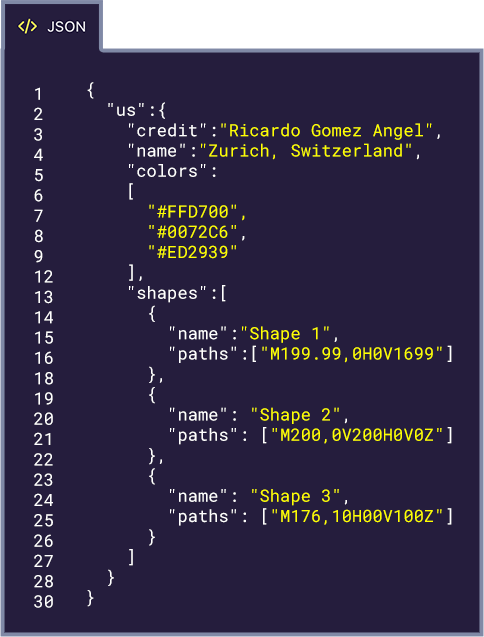 </> JSON
1 {
2 "us":{
3 "credit":"Ricardo Gomez Angel",
4 "name":"Zurich, Switzerland",
5 "colors":
6 [
7 "#FFD700",
8 "#0072C6",
9 "#ED2939"
12 ],
13 "shapes":[
14 {
15 "name":"Shape 1",
16 "paths":["M199.99,0H0V1699"]
18 },
19 {
20 "name": "Shape 2",
21 "paths": ["M200,0V200H0V0Z"]
22 },
23 {
24 "name": "Shape 3",
25 "paths": ["M176,10H00V100Z"]
26 }
27 ]
28 }
30 }